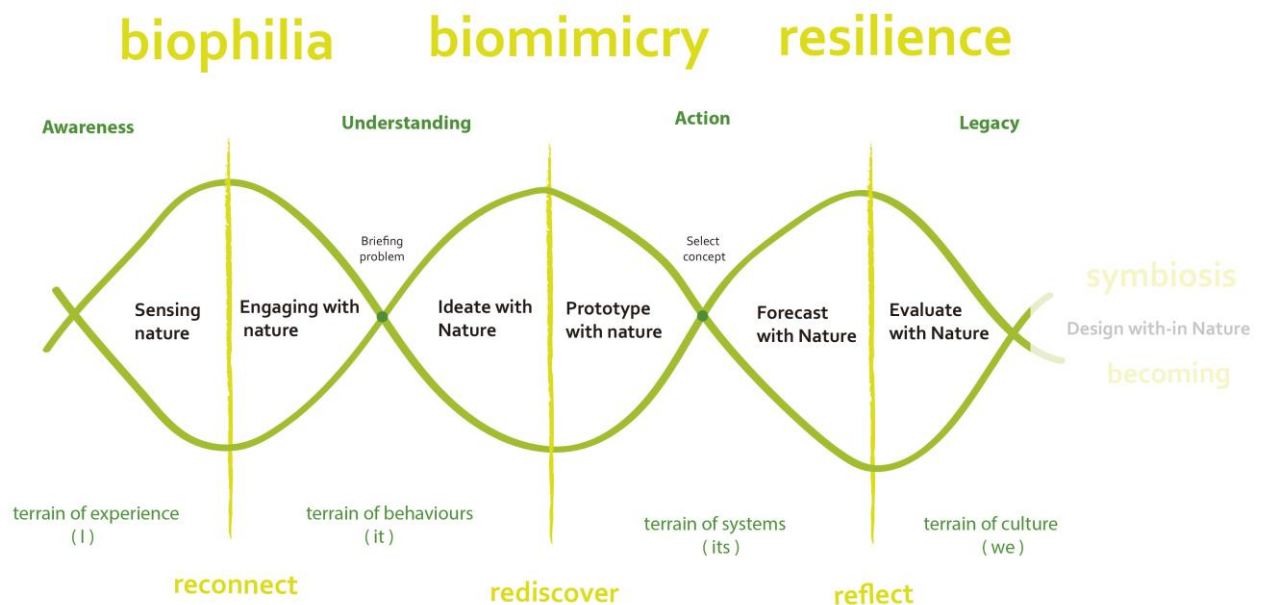 biophilia
biomimicry
resilience
Awareness
Understanding
Action
Legacy
Briefing
problem
Select
concept
Sensing
nature
Engaging with
nature
Ideate with
Nature
Prototype
with nature
Forecast
with Nature
Evaluate
with Nature
symbiosis
Design with-in Nature
becoming
terrain of experience
( I )
terrain of behaviours
( it )
terrain of systems
( its )
terrain of culture
( we )
reconnect
rediscover
reflect